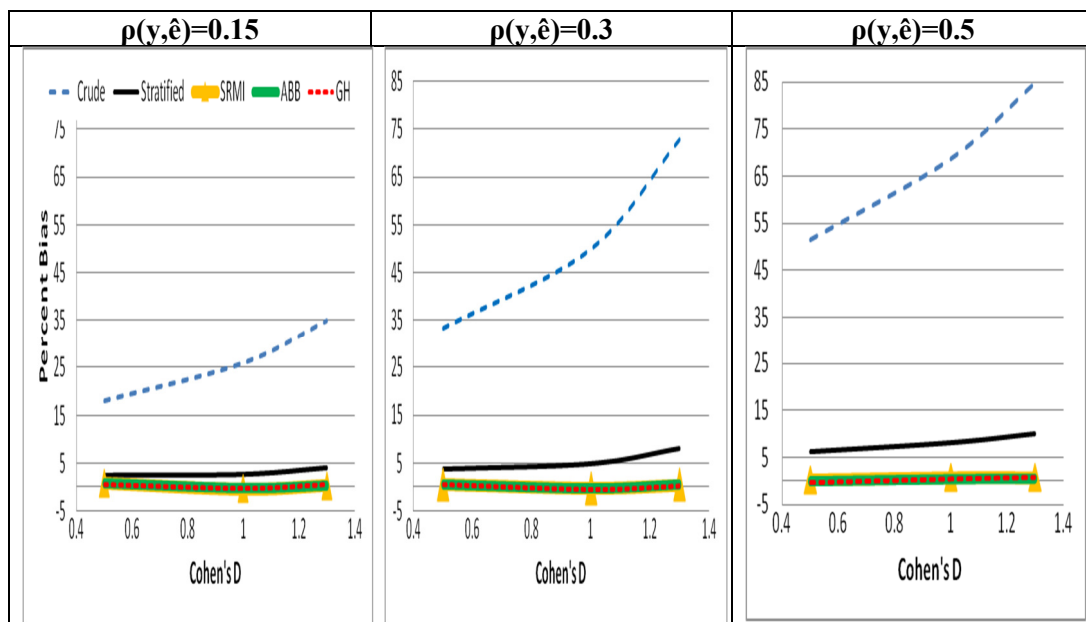 ρ(y,ê)=0.15
ρ(y,ê)=0.3
ρ(y,ê)=0.5
Crude Stratified SRMI ABB GH
75
65
55
45
35
25
15
5
-5
Percent Bias
0.4 0.6 0.8 1 1.2 1.4
Cohen's D
85
75
65
55
45
35
25
15
5
-5
0.4 0.6 0.8 1 1.2 1.4
Cohen's D
85
75
65
55
45
35
25
15
5
-5
0.4 0.6 0.8 1 1.2 1.4
Cohen's D